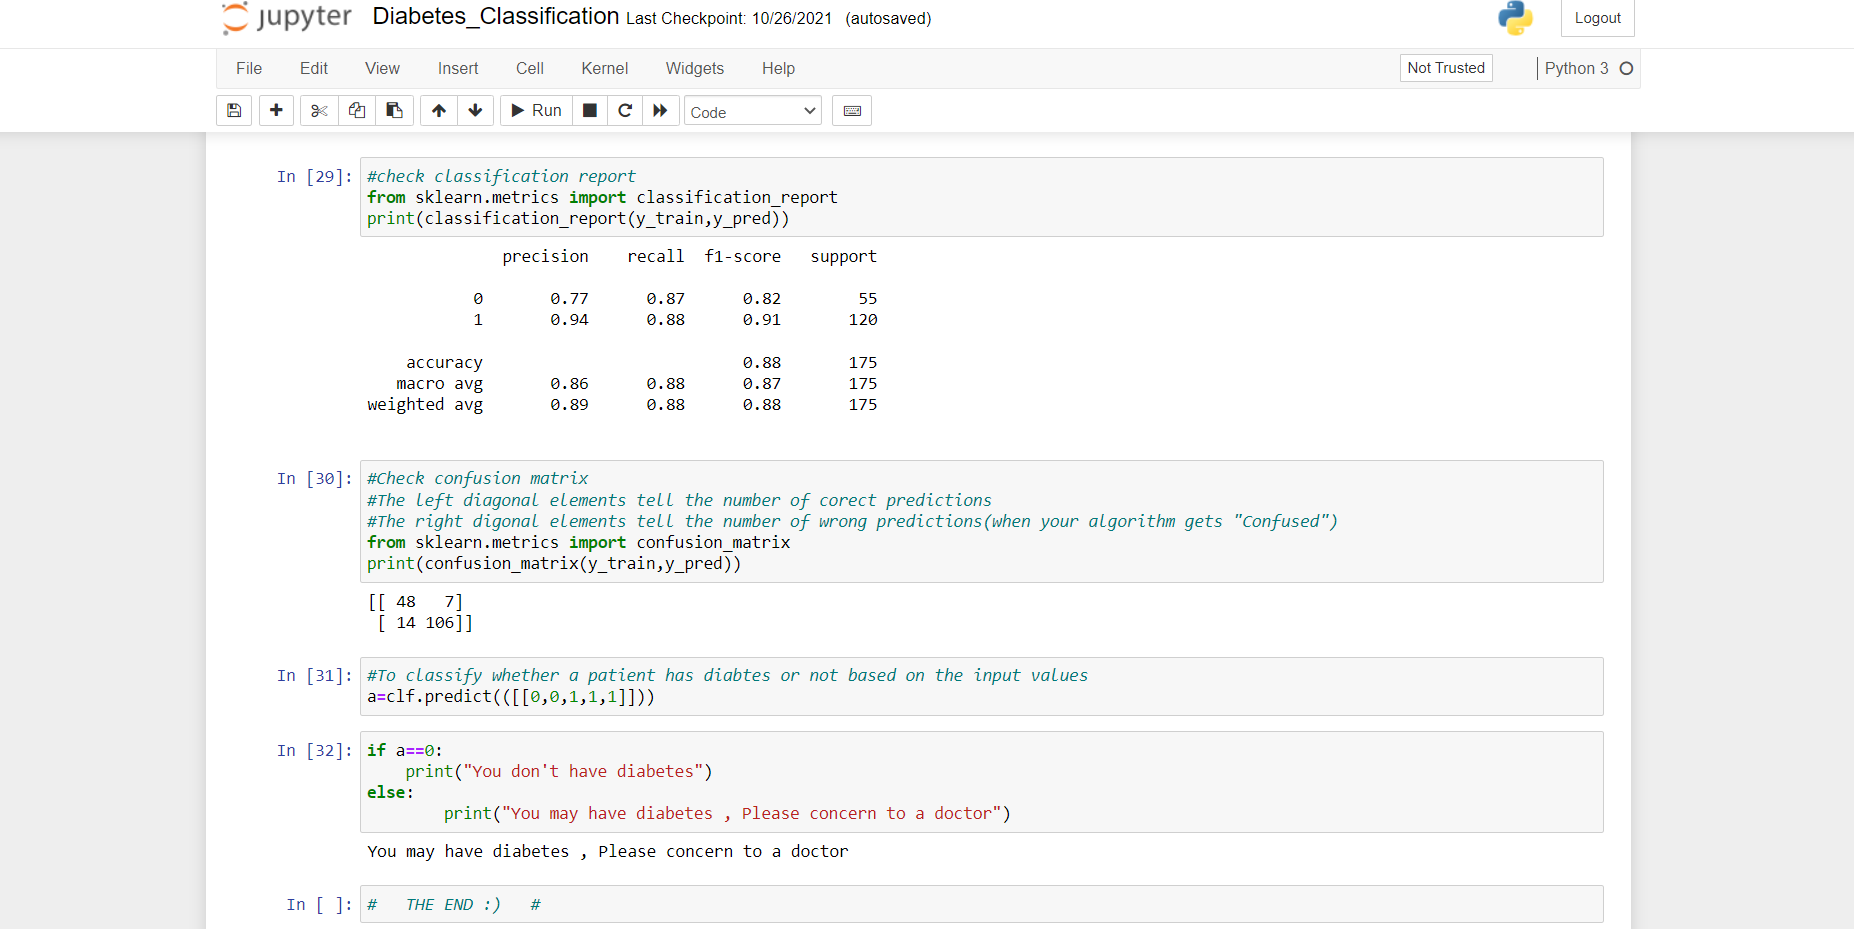 jupyter Diabetes_Classification Last Checkpoint: 10/26/2021 (autosaved)
Logout
File Edit View Insert Cell Kernel Widgets Help
Not Trusted
Python 3
Run
Code
In [29]:
#check classification report
from sklearn.metrics import classification_report
print(classification_report(y_train,y_pred))
precision recall f1-score support
0 0.77 0.87 0.82 55
1 0.94 0.88 0.91 120
accuracy 0.88 175
macro avg 0.86 0.88 0.87 175
weighted avg 0.89 0.88 0.88 175
In [30]:
#Check confusion matrix
#The left diagonal elements tell the number of corect predictions
#The right digonal elements tell the number of wrong predictions(when your algorithm gets "Confused")
from sklearn.metrics import confusion_matrix
print(confusion_matrix(y_train,y_pred))
[[ 48 7]
[ 14 106]]
In [31]:
#To classify whether a patient has diabtes or not based on the input values
a=clf.predict(([[0,0,1,1,1]]))
In [32]:
if a==0:
print("You don't have diabetes")
else:
print("You may have diabetes , Please concern to a doctor")
You may have diabetes , Please concern to a doctor
In [ ]:
# THE END :) #